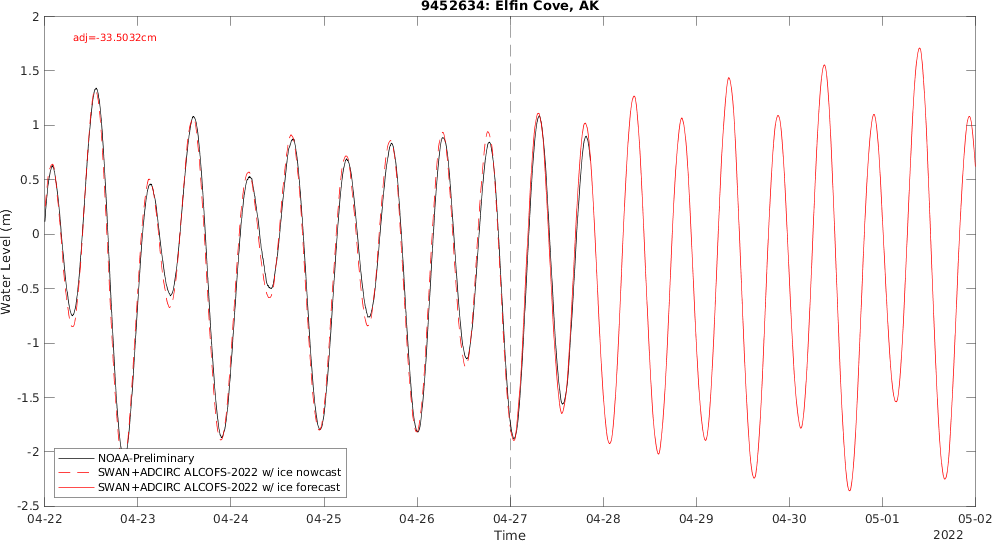 9452634: Elfin Cove, AK
adj=-33.5032cm
2
1.5
1
0.5
0
-0.5
-1
-1.5
-2
-2.5
Water Level (m)
NOAA-Preliminary
SWAN+ADCIRC ALCOFS-2022 w/ ice nowcast
SWAN+ADCIRC ALCOFS-2022 w/ ice forecast
04-22 04-23 04-24 04-25 04-26 04-27 04-28 04-29 04-30 05-01 05-02
Time
2022